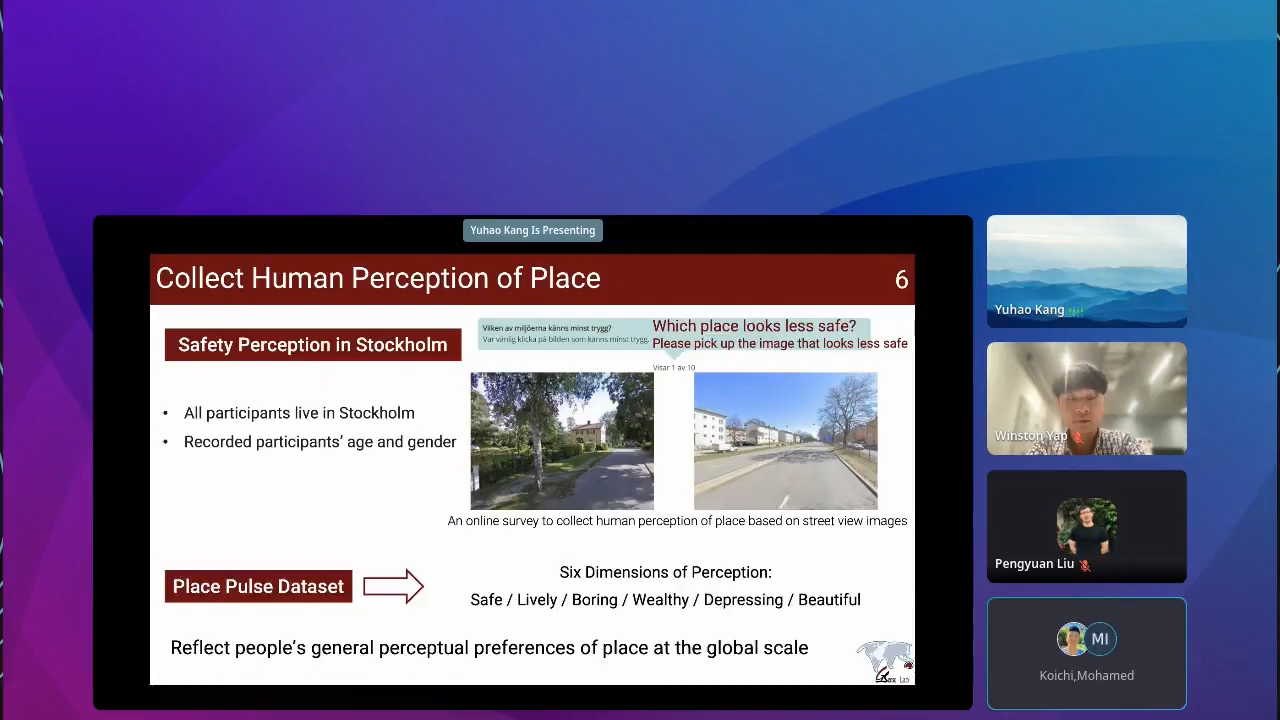 Yuhao Kang Is Presenting
Collect Human Perception of Place
6
Safety Perception in Stockholm
• All participants live in Stockholm
• Recorded participants' age and gender
Vilken av miljöerna känns minst trygg?
Var vänlig klicka på bilden som känns minst trygg.
Which place looks less safe?
Please pick up the image that looks less safe
Visar 1 av 10
An online survey to collect human perception of place based on street view images
Place Pulse Dataset
Six Dimensions of Perception:
Safe / Lively / Boring / Wealthy / Depressing / Beautiful
Reflect people's general perceptual preferences of place at the global scale
Lab
Yuhao Kang
Winston Yap
Pengyuan Liu
MI
Koichi,Mohamed